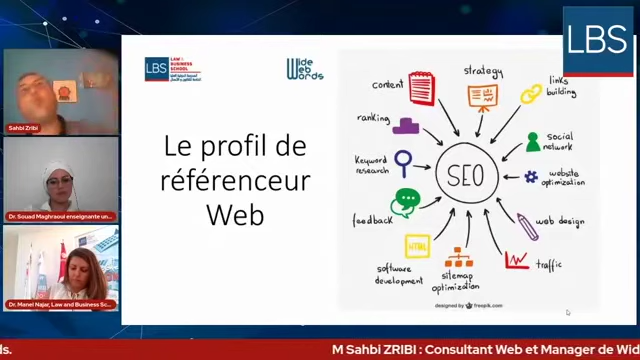 LBS
LBS
LAW &
BUSINESS
SCHOOL
Wide
Web
Words
Sahbi Zribi
Dr. Souad Maghraoui enseignante un...
Dr. Manel Najar, Law and Business Sc...
Le profil de
référenceur
Web
SEO
content
strategy
links
building
ranking
social
network
keyword
research
website
optimization
feedback
web design
HTML
software
development
sitemap
optimization
traffic
designed by freepik.com
ds.
M Sahbi ZRIBI : Consultant Web et Manager de Wid